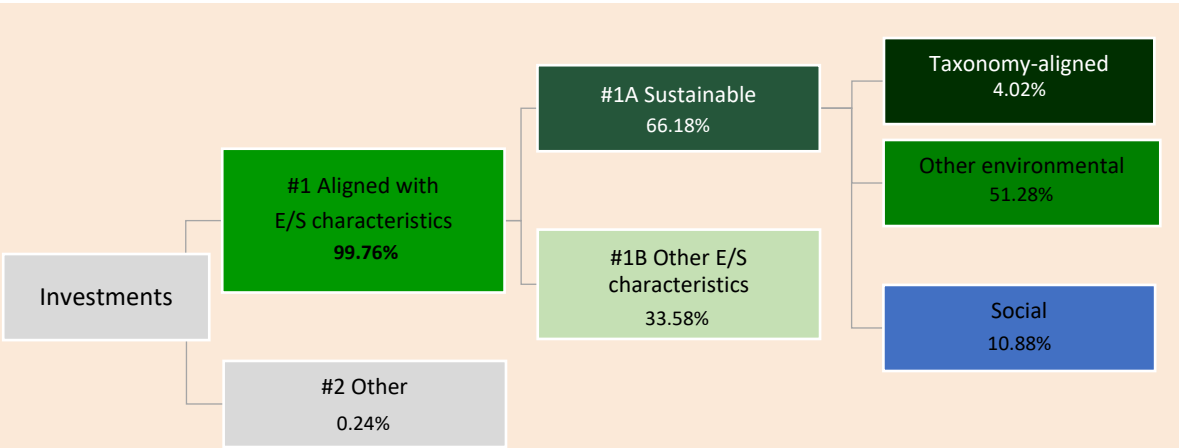 Investments
#1 Aligned with
E/S characteristics
99.76%
#2 Other
0.24%
#1A Sustainable
66.18%
#1B Other E/S
characteristics
33.58%
Taxonomy-aligned
4.02%
Other environmental
51.28%
Social
10.88%